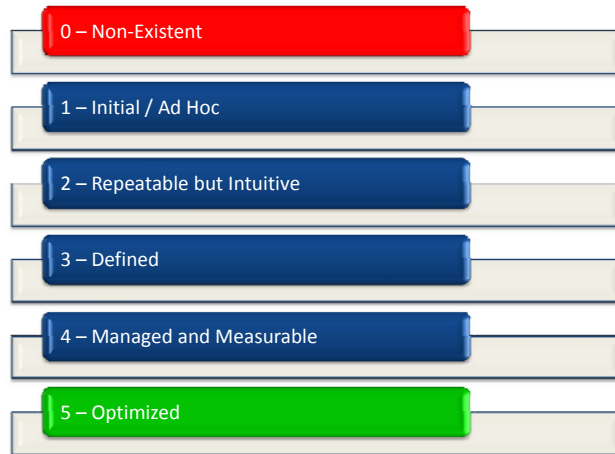 0 – Non-Existent
1 – Initial / Ad Hoc
2 – Repeatable but Intuitive
3 – Defined
4 – Managed and Measurable
5 – Optimized